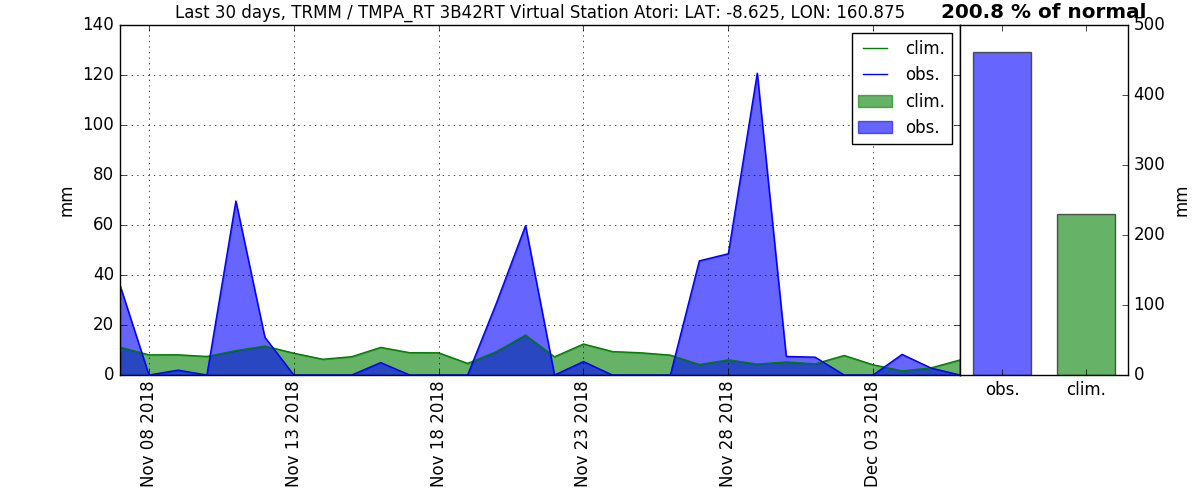 Last 30 days, TRMM / TMPA_RT 3B42RT Virtual Station Atori: LAT: -8.625, LON: 160.875
200.8 % of normal
140
120
100
80
60
40
20
0
mm
clim.
obs.
clim.
obs.
Nov 08 2018
Nov 13 2018
Nov 18 2018
Nov 23 2018
Nov 28 2018
Dec 03 2018
500
400
300
200
100
0
mm
obs.
clim.